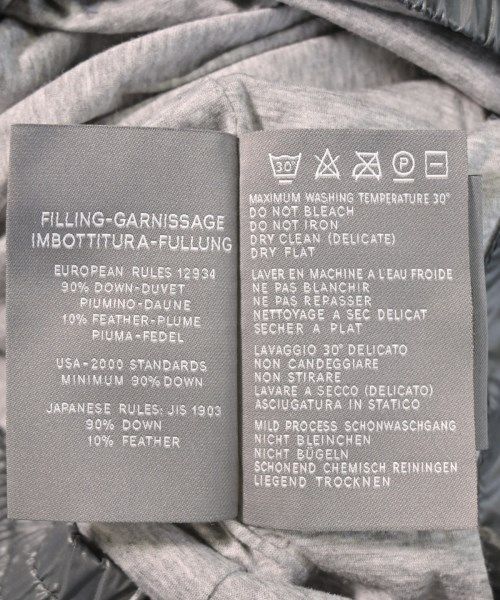 FILLING-GARNISSAGE
IMBOTTITURA-FULLUNG
EUROPEAN RULES 12934
90% DOWN-DUVET
PIUMINO-DAUNE
10% FEATHER-PLUME
PIUMA-FEDEL
USA-2000 STANDARDS
MINIMUM 90% DOWN
JAPANESE RULES: JIS 1903
90% DOWN
10% FEATHER
30°
P
MAXIMUM WASHING TEMPERATURE 30°
DO NOT BLEACH
DO NOT IRON
DRY CLEAN (DELICATE)
DRY FLAT
LAVER EN MACHINE A L'EAU FROIDE
NE PAS BLANCHIR
NE PAS REPASSER
NETTOYAGE A SEC DELICAT
SECHER A PLAT
LAVAGGIO 30° DELICATO
NON CANDEGGIARE
NON STIRARE
LAVARE A SECCO (DELICATO)
ASCIUGATURA IN STATICO
MILD PROCESS SCHONWASCHGANG
NICHT BLEINCHEN
NICHT BÜGELN
SCHONEND CHEMISCH REININGEN
LIEGEND TROCKNEN